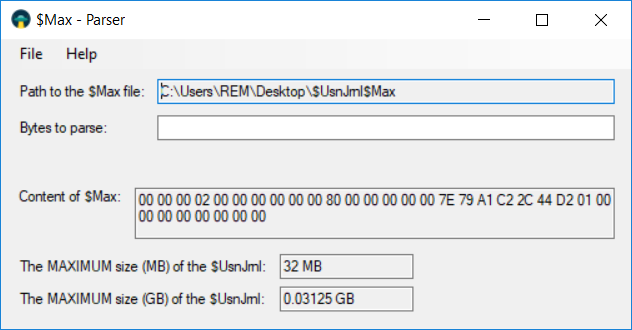 $Max - Parser
File Help
Path to the $Max file: C:\Users\REM\Desktop\$UsnJrnl$Max
Bytes to parse:
Content of $Max: 00 00 00 02 00 00 00 00 00 00 80 00 00 00 00 00 7E 79 A1 C2 2C 44 D2 01 00
00 00 00 00 00 00 00
The MAXIMUM size (MB) of the $UsnJrnl: 32 MB
The MAXIMUM size (GB) of the $UsnJrnl: 0.03125 GB